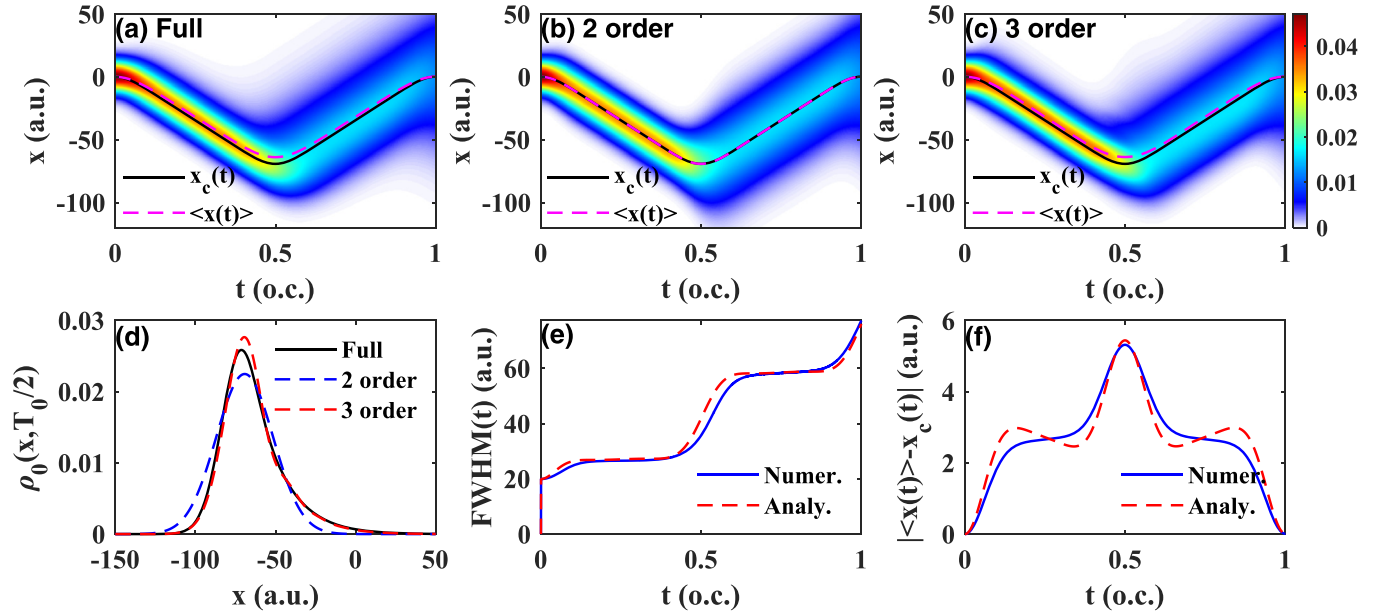 (a) Full
x (a.u.)
50
0
-50
-100
x_c(t)
<x(t)>
0
0.5
1
t (o.c.)
(b) 2 order
x (a.u.)
50
0
-50
-100
x_c(t)
<x(t)>
0
0.5
1
t (o.c.)
(c) 3 order
x (a.u.)
50
0
-50
-100
x_c(t)
<x(t)>
0
0.5
1
t (o.c.)
0.04
0.03
0.02
0.01
0
(d)
ρ_0(x,T_0/2)
0.03
0.02
0.01
0
Full
2 order
3 order
-150
-100
-50
0
50
x (a.u.)
(e)
FWHM(t) (a.u.)
60
40
20
0
Numer.
Analy.
0
0.5
1
t (o.c.)
(f)
|<x(t)>-x_c(t)| (a.u.)
6
4
2
0
Numer.
Analy.
0
0.5
1
t (o.c.)